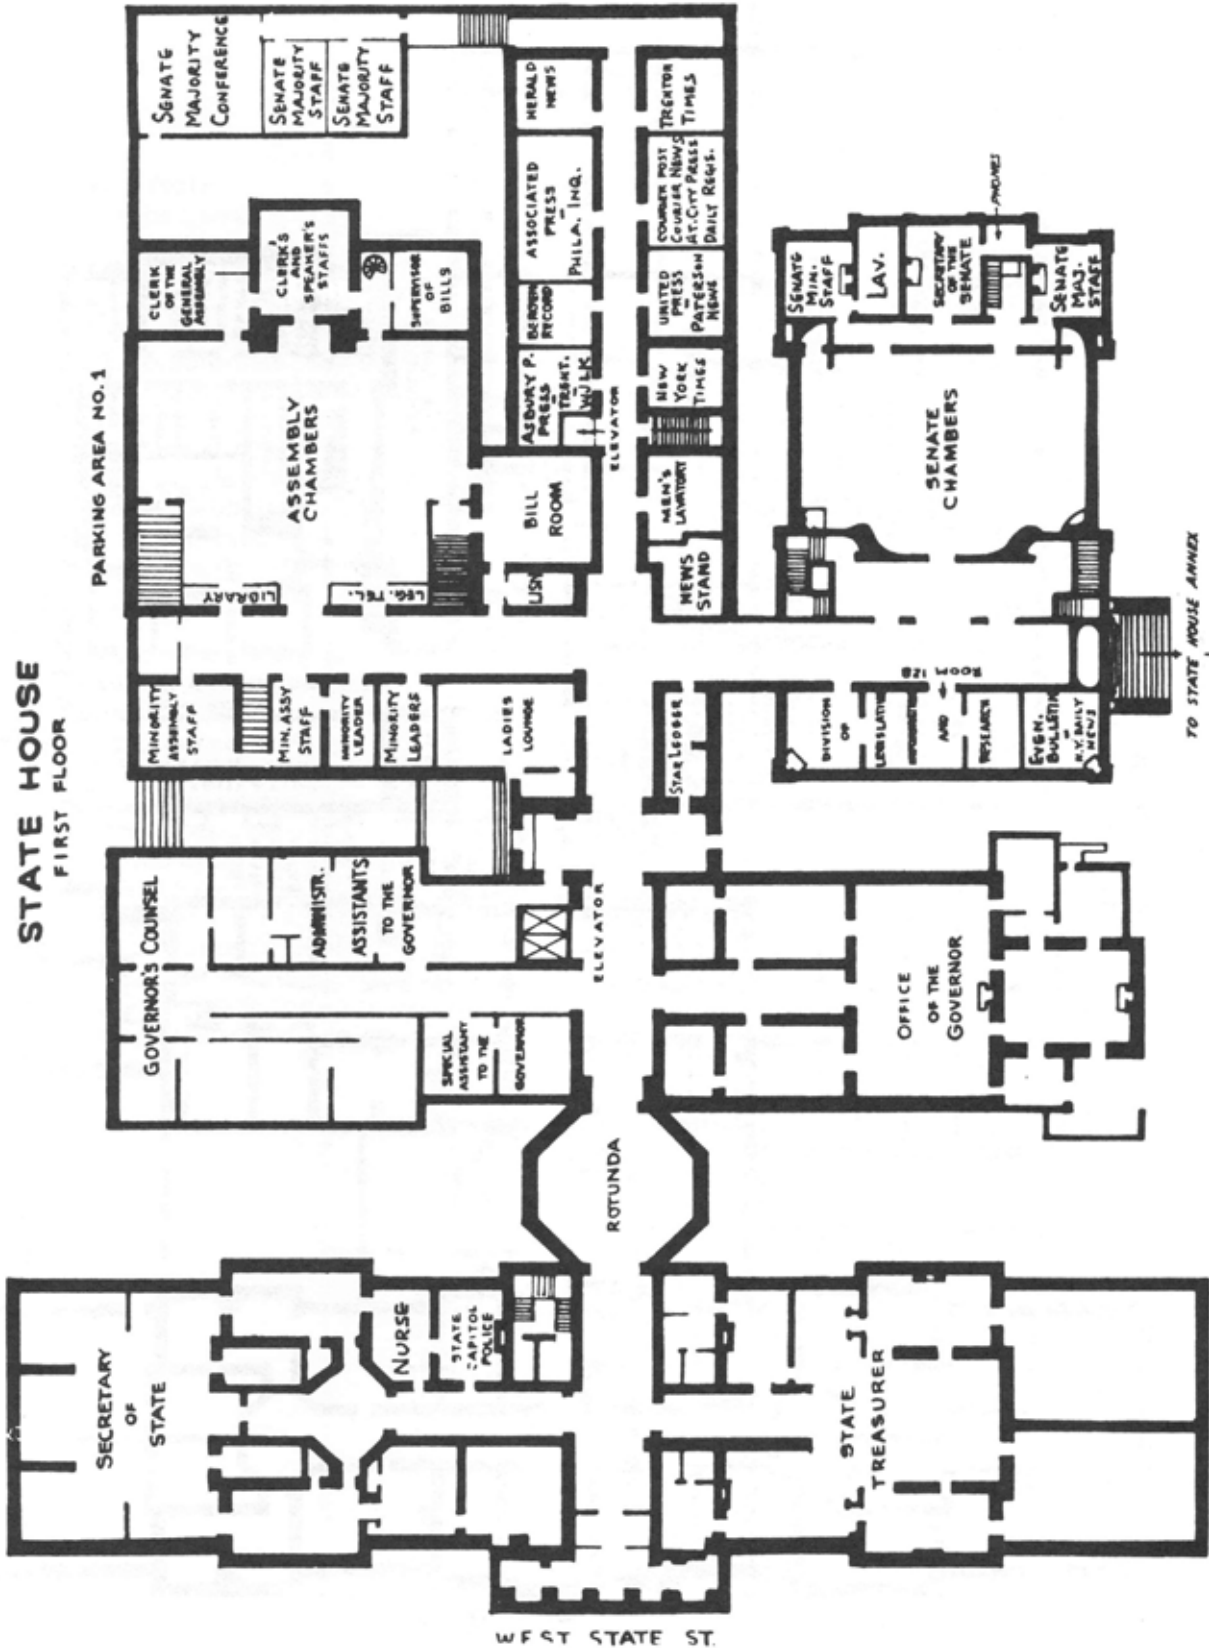 STATE HOUSE
FIRST FLOOR
PARKING AREA NO. 1
SENATE
MAJORITY
CONFERENCE
SENATE
MAJORITY
STAFF
SENATE
MAJORITY
STAFF
HERALD
NEWS
TRENTON
TIMES
ASSOCIATED
PRESS
-
PHILA. INQ.
COURIER POST
COURIER NEWS
AT. CITY PRESS
DAILY REGIS.
CLERK
OF THE
GENERAL
ASSEMBLY
CLERK'S
AND
SPEAKER'S
STAFFS
SUPERVISOR
OF
BILLS
BERGEN
RECORD
UNITED
PRESS
-
PATERSON
NEWS
ASBURY P.
PRESS
-
TRENT.
ELEVATOR
NEW
YORK
TIMES
ASSEMBLY
CHAMBERS
BILL
ROOM
MEN'S
LAVATORY
NEWS
STAND
LIBRARY
LEG. TEL.
PHONES
SENATE
MIN.
STAFF
LAV.
SECRETARY
OF THE
SENATE
SENATE
MAJ.
STAFF
SENATE
CHAMBERS
TO STATE HOUSE ANNEX
ROOM 128
DIVISION
OF
LEGISLATIVE
AND
RESEARCH
EVEN.
BULLETIN
-
N.Y. DAILY
NEWS
MINORITY
ASSEMBLY
STAFF
MIN. ASSY
STAFF
MINORITY
LEADER
MINORITY
LEADERS
LADIES
LOUNGE
STAR LEDGER
GOVERNOR'S COUNSEL
ADMINISTR.
ASSISTANTS
TO THE
GOVERNOR
SPECIAL
ASSISTANT
TO THE
GOVERNOR
ELEVATOR
OFFICE
OF THE
GOVERNOR
ROTUNDA
SECRETARY
OF
STATE
NURSE
STATE
CAPITOL
POLICE
STATE
TREASURER
WEST STATE ST.